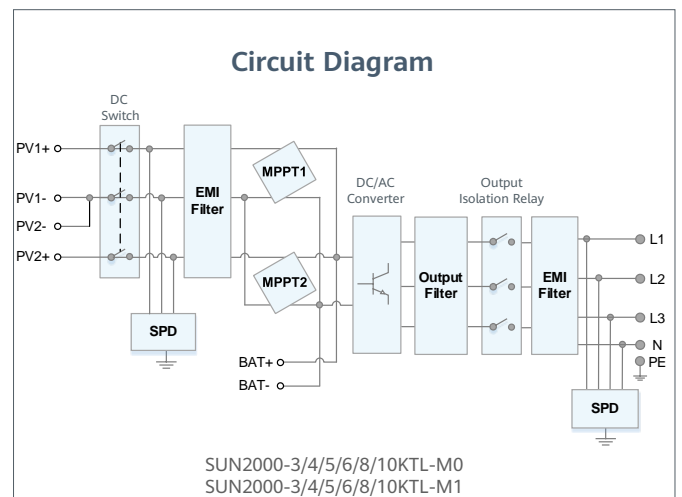 Circuit Diagram
DC
Switch
PV1+
PV1-
PV2-
PV2+
EMI
Filter
MPPT1
MPPT2
SPD
BAT+
BAT-
DC/AC
Converter
Output
Filter
Output
Isolation Relay
EMI
Filter
L1
L2
L3
N
PE
SPD
SUN2000-3/4/5/6/8/10KTL-M0
SUN2000-3/4/5/6/8/10KTL-M1